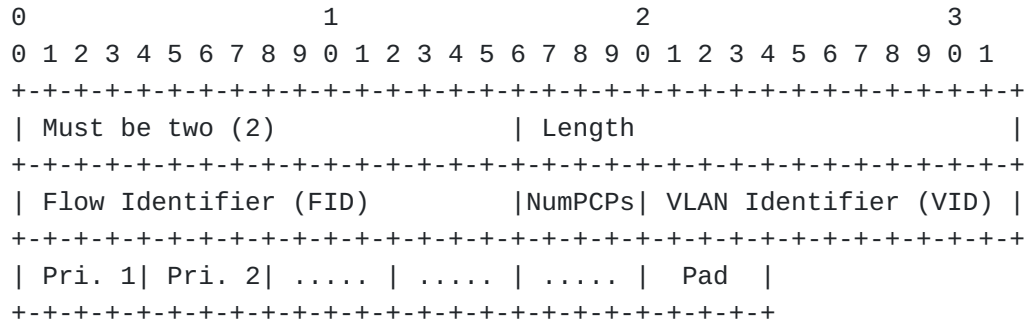 0                   1                   2                   3
0 1 2 3 4 5 6 7 8 9 0 1 2 3 4 5 6 7 8 9 0 1 2 3 4 5 6 7 8 9 0 1
+-+-+-+-+-+-+-+-+-+-+-+-+-+-+-+-+-+-+-+-+-+-+-+-+-+-+-+-+-+-+-+-+
| Must be two (2)               | Length                        |
+-+-+-+-+-+-+-+-+-+-+-+-+-+-+-+-+-+-+-+-+-+-+-+-+-+-+-+-+-+-+-+-+
| Flow Identifier (FID)         |NumPCPs| VLAN Identifier (VID) |
+-+-+-+-+-+-+-+-+-+-+-+-+-+-+-+-+-+-+-+-+-+-+-+-+-+-+-+-+-+-+-+-+
| Pri. 1| Pri. 2| ..... | ..... | ..... |  Pad  |
+-+-+-+-+-+-+-+-+-+-+-+-+-+-+-+-+-+-+-+-+-+-+-+-+